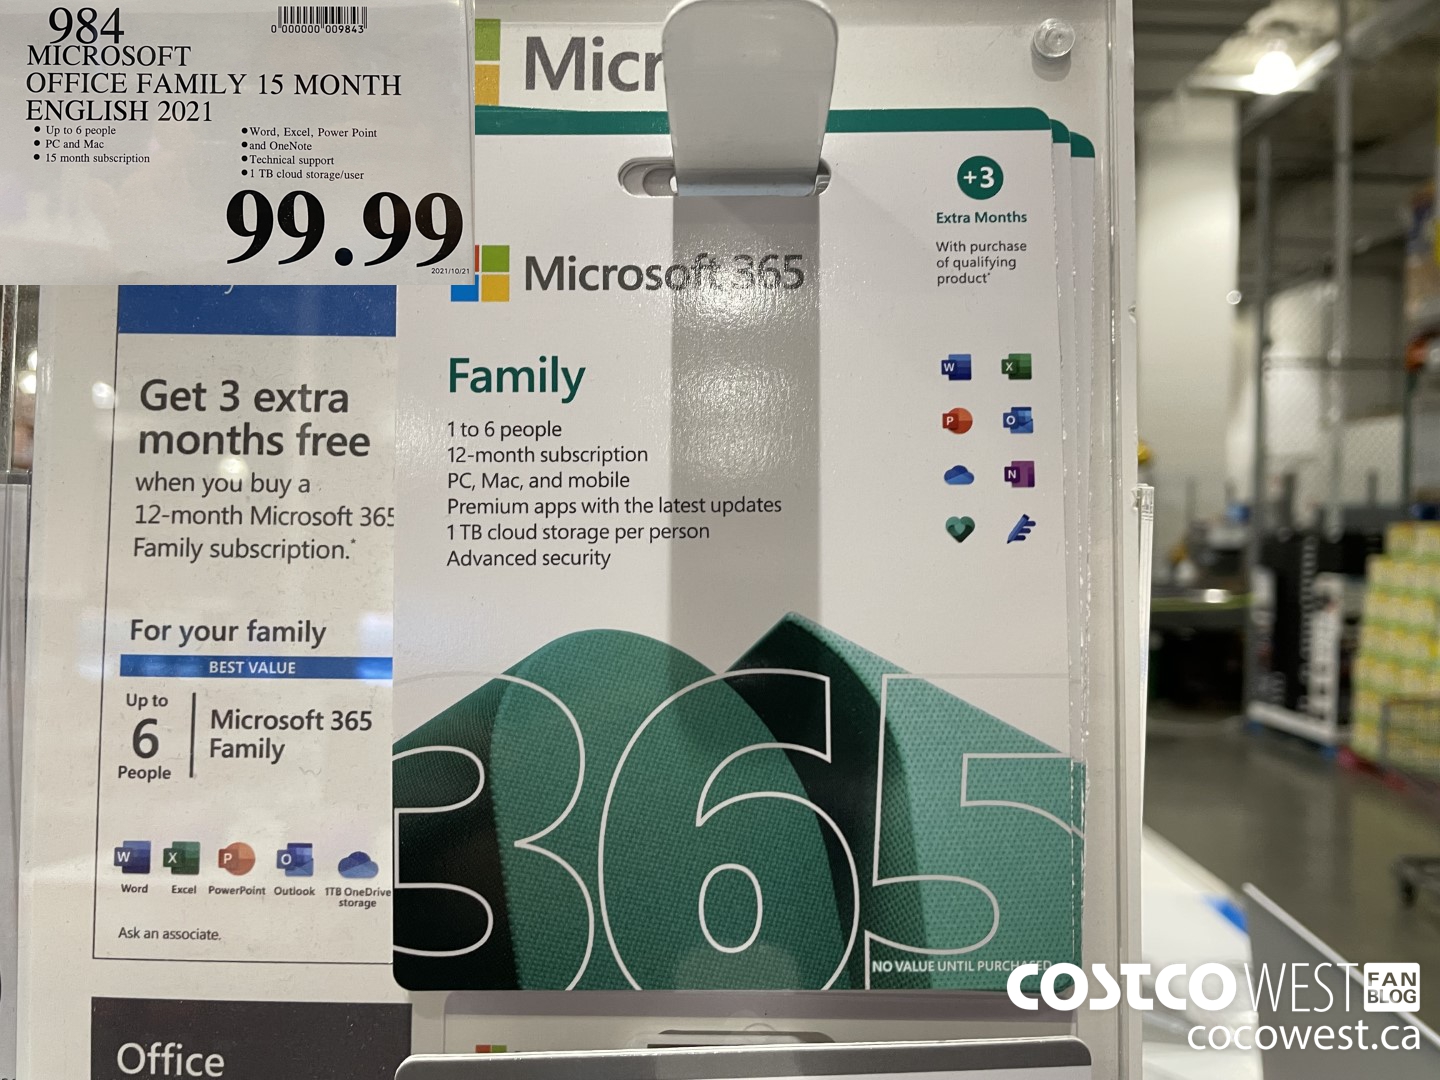 984
0 000000 009843
MICROSOFT
OFFICE FAMILY 15 MONTH
ENGLISH 2021
Up to 6 people
PC and Mac
15 month subscription
Word, Excel, Power Point
and OneNote
Technical support
1 TB cloud storage/user
99.99
2021/10/21
Micr
+3
Extra Months
With purchase
of qualifying
product*
Microsoft 365
Family
1 to 6 people
12-month subscription
PC, Mac, and mobile
Premium apps with the latest updates
1 TB cloud storage per person
Advanced security
W X
P O
N
365
NO VALUE UNTIL PURCHASED
Get 3 extra
months free
when you buy a
12-month Microsoft 365
Family subscription.*
For your family
BEST VALUE
Up to
6
People
Microsoft 365
Family
W X P O
Word Excel PowerPoint Outlook 1TB OneDrive
storage
Ask an associate.
Office
COSTCO WEST FAN BLOG
cocowest.ca